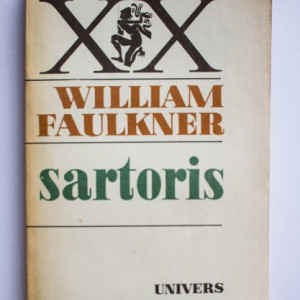 XX
WILLIAM
FAULKNER
sartoris
UNIVERS